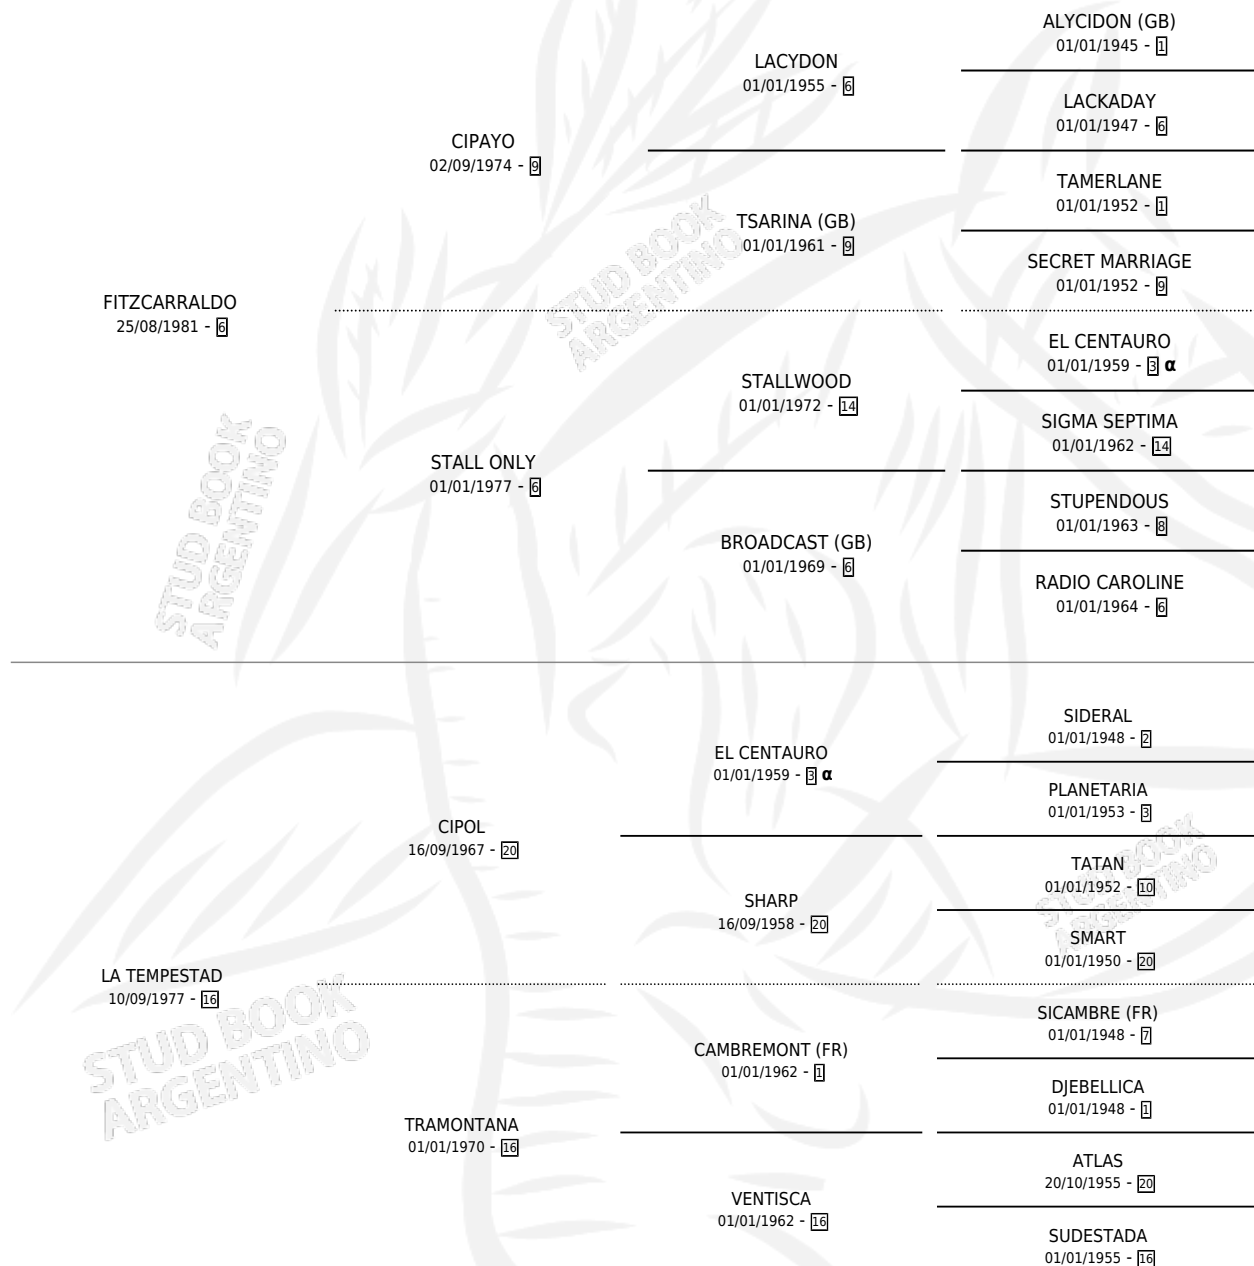 ALYCIDON (GB)
01/01/1945 - 1
LACYDON
01/01/1955 - 6
LACKADAY
01/01/1947 - 6
CIPAYO
02/09/1974 - 9
TAMERLANE
01/01/1952 - 1
TSARINA (GB)
01/01/1961 - 9
SECRET MARRIAGE
01/01/1952 - 9
FITZCARRALDO
25/08/1981 - 6
EL CENTAURO
01/01/1959 - 3 α
STALLWOOD
01/01/1972 - 14
SIGMA SEPTIMA
01/01/1962 - 14
STALL ONLY
01/01/1977 - 6
STUPENDOUS
01/01/1963 - 8
BROADCAST (GB)
01/01/1969 - 6
RADIO CAROLINE
01/01/1964 - 6
SIDERAL
01/01/1948 - 2
EL CENTAURO
01/01/1959 - 3 α
PLANETARIA
01/01/1953 - 3
CIPOL
16/09/1967 - 20
TATAN
01/01/1952 - 10
SHARP
16/09/1958 - 20
SMART
01/01/1950 - 20
LA TEMPESTAD
10/09/1977 - 16
SICAMBRE (FR)
01/01/1948 - 7
CAMBREMONT (FR)
01/01/1962 - 1
DJEBELLICA
01/01/1948 - 1
TRAMONTANA
01/01/1970 - 16
ATLAS
20/10/1955 - 20
VENTISCA
01/01/1962 - 16
SUDESTADA
01/01/1955 - 16
STUD BOOK
ARGENTINO
STUD BOOK
ARGENTINO
STUD BOOK
ARGENTINO
STUD BOOK
ARGENTINO